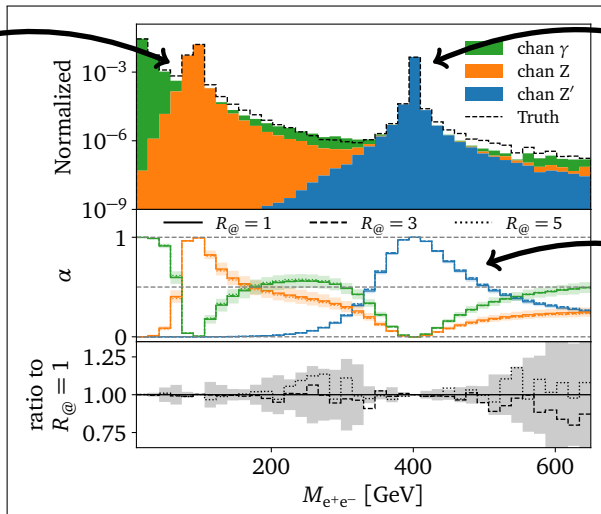 Normalized
10−3
10−6
10−9
chan γ
chan Z
chan Z′
Truth
R@ = 1
R@ = 3
R@ = 5
α
1
0
ratio to
R@ = 1
1.25
1.00
0.75
200
400
600
Me+e− [GeV]